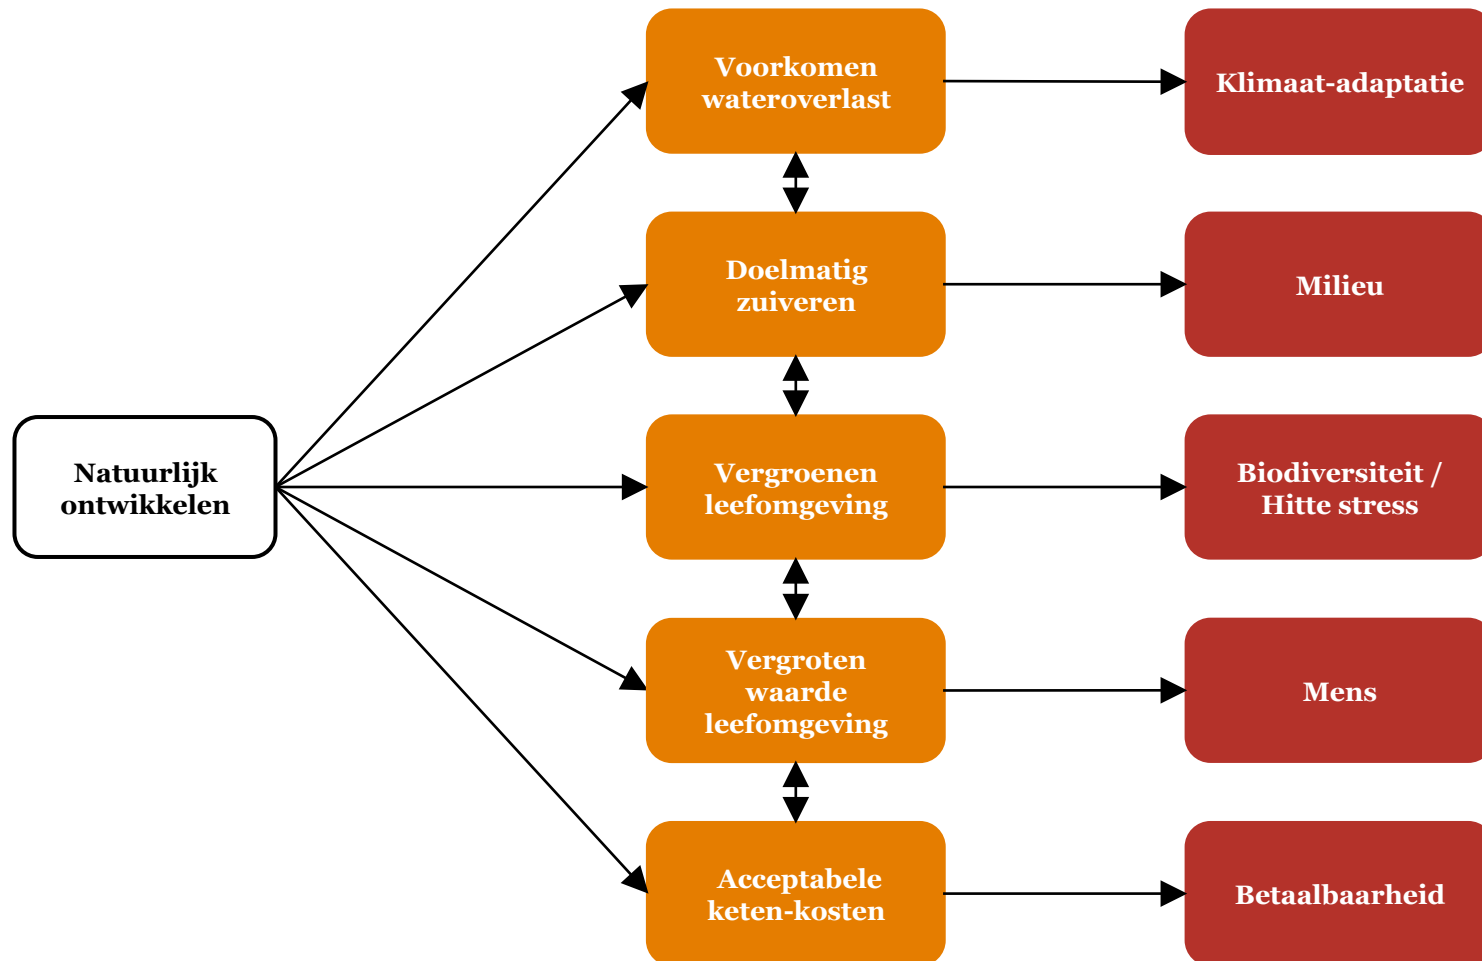 Voorkomen
wateroverlast
Klimaat-adaptatie
Doelmatig
zuiveren
Milieu
Natuurlijk
ontwikkelen
Vergroenen
leefomgeving
Biodiversiteit /
Hitte stress
Vergroten
waarde
leefomgeving
Mens
Acceptabele
keten-kosten
Betaalbaarheid